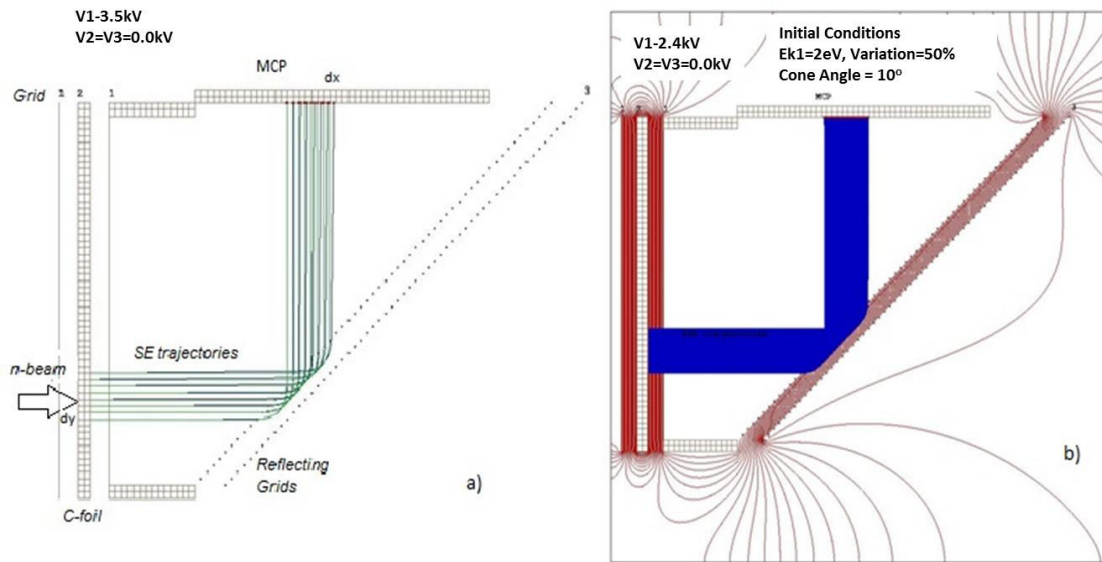 V1-3.5kV
V2=V3=0.0kV
MCP
dx
Grid 1 2 1
3
SE trajectories
n-beam
dy
Reflecting
Grids
a)
C-foil
V1-2.4kV
V2=V3=0.0kV
Initial Conditions
Ek1=2eV, Variation=50%
Cone Angle = 10°
MCP
b)